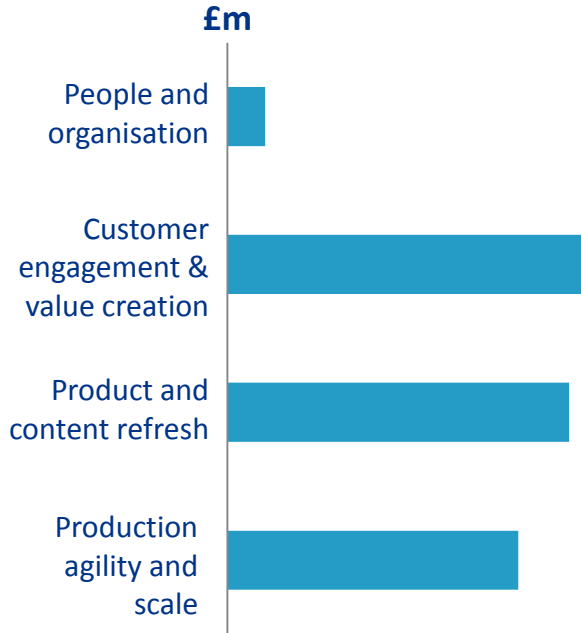 £m
People and
organisation
Customer
engagement &
value creation
Product and
content refresh
Production
agility and
scale